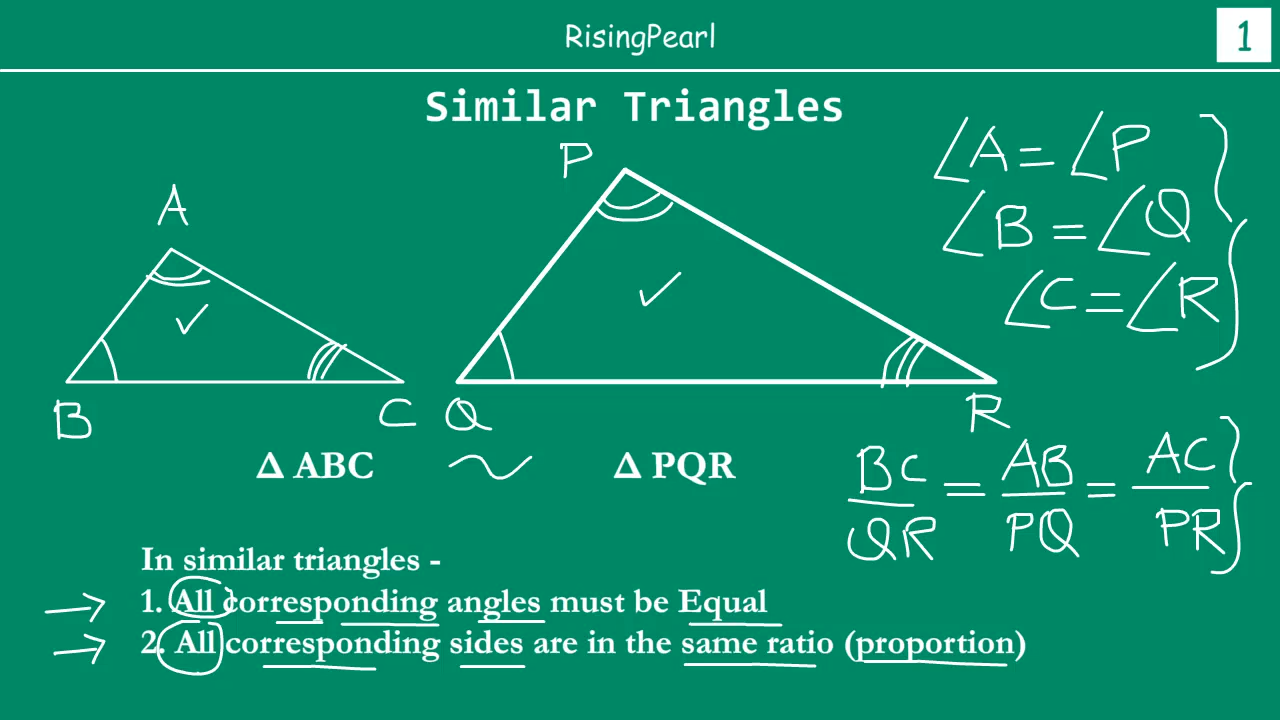 RisingPearl
1
Similar Triangles
∠A = ∠P
∠B = ∠Q
∠C = ∠R
A
B
C
P
Q
R
Δ ABC ~ Δ PQR
BC/QR = AB/PQ = AC/PR
In similar triangles -
1. All corresponding angles must be Equal
2. All corresponding sides are in the same ratio (proportion)